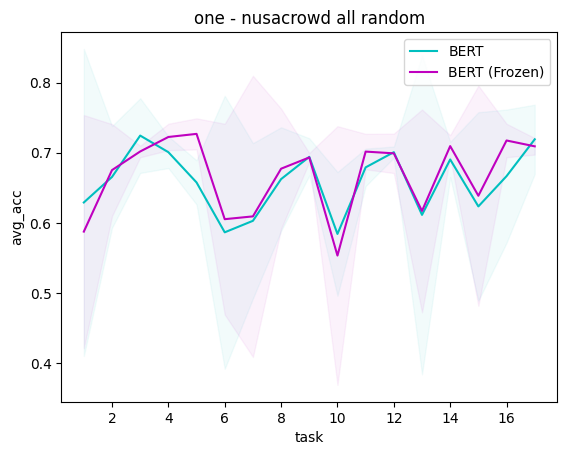 one - nusacrowd all random
BERT
BERT (Frozen)
0.8
0.7
0.6
0.5
0.4
avg_acc
2 4 6 8 10 12 14 16
task